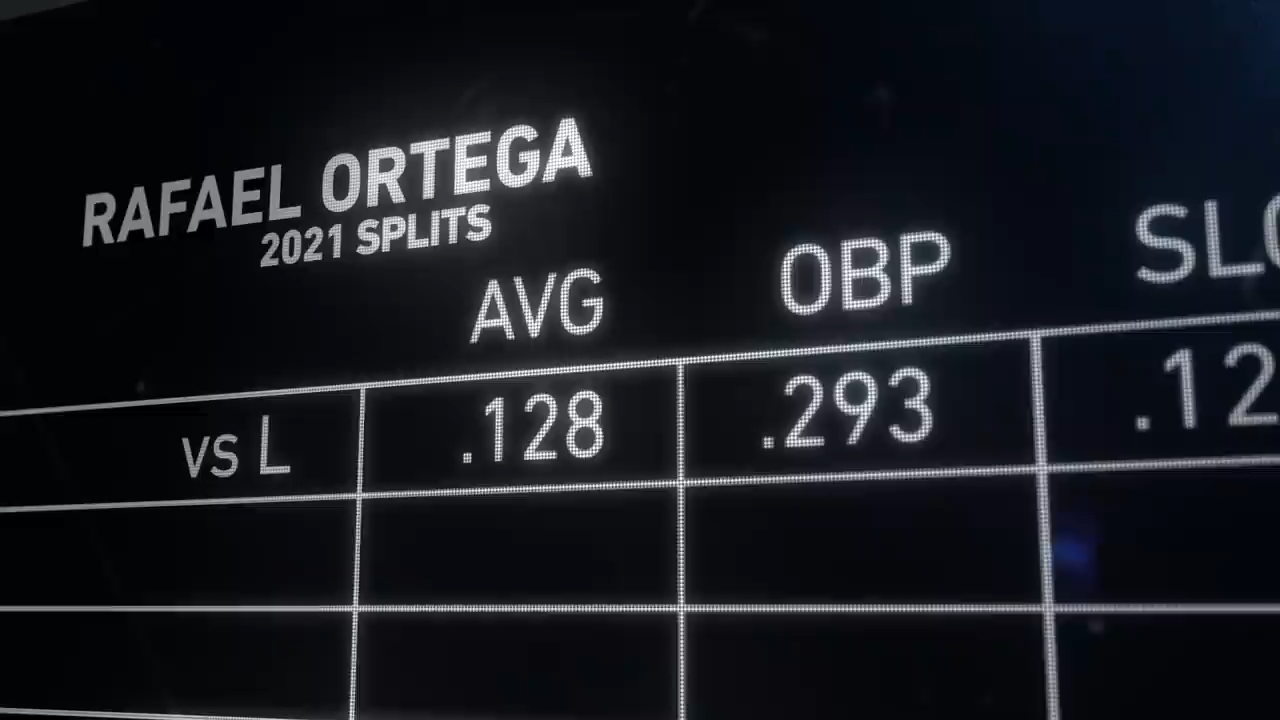 RAFAEL ORTEGA
2021 SPLITS
AVG OBP
vs L .128 .293